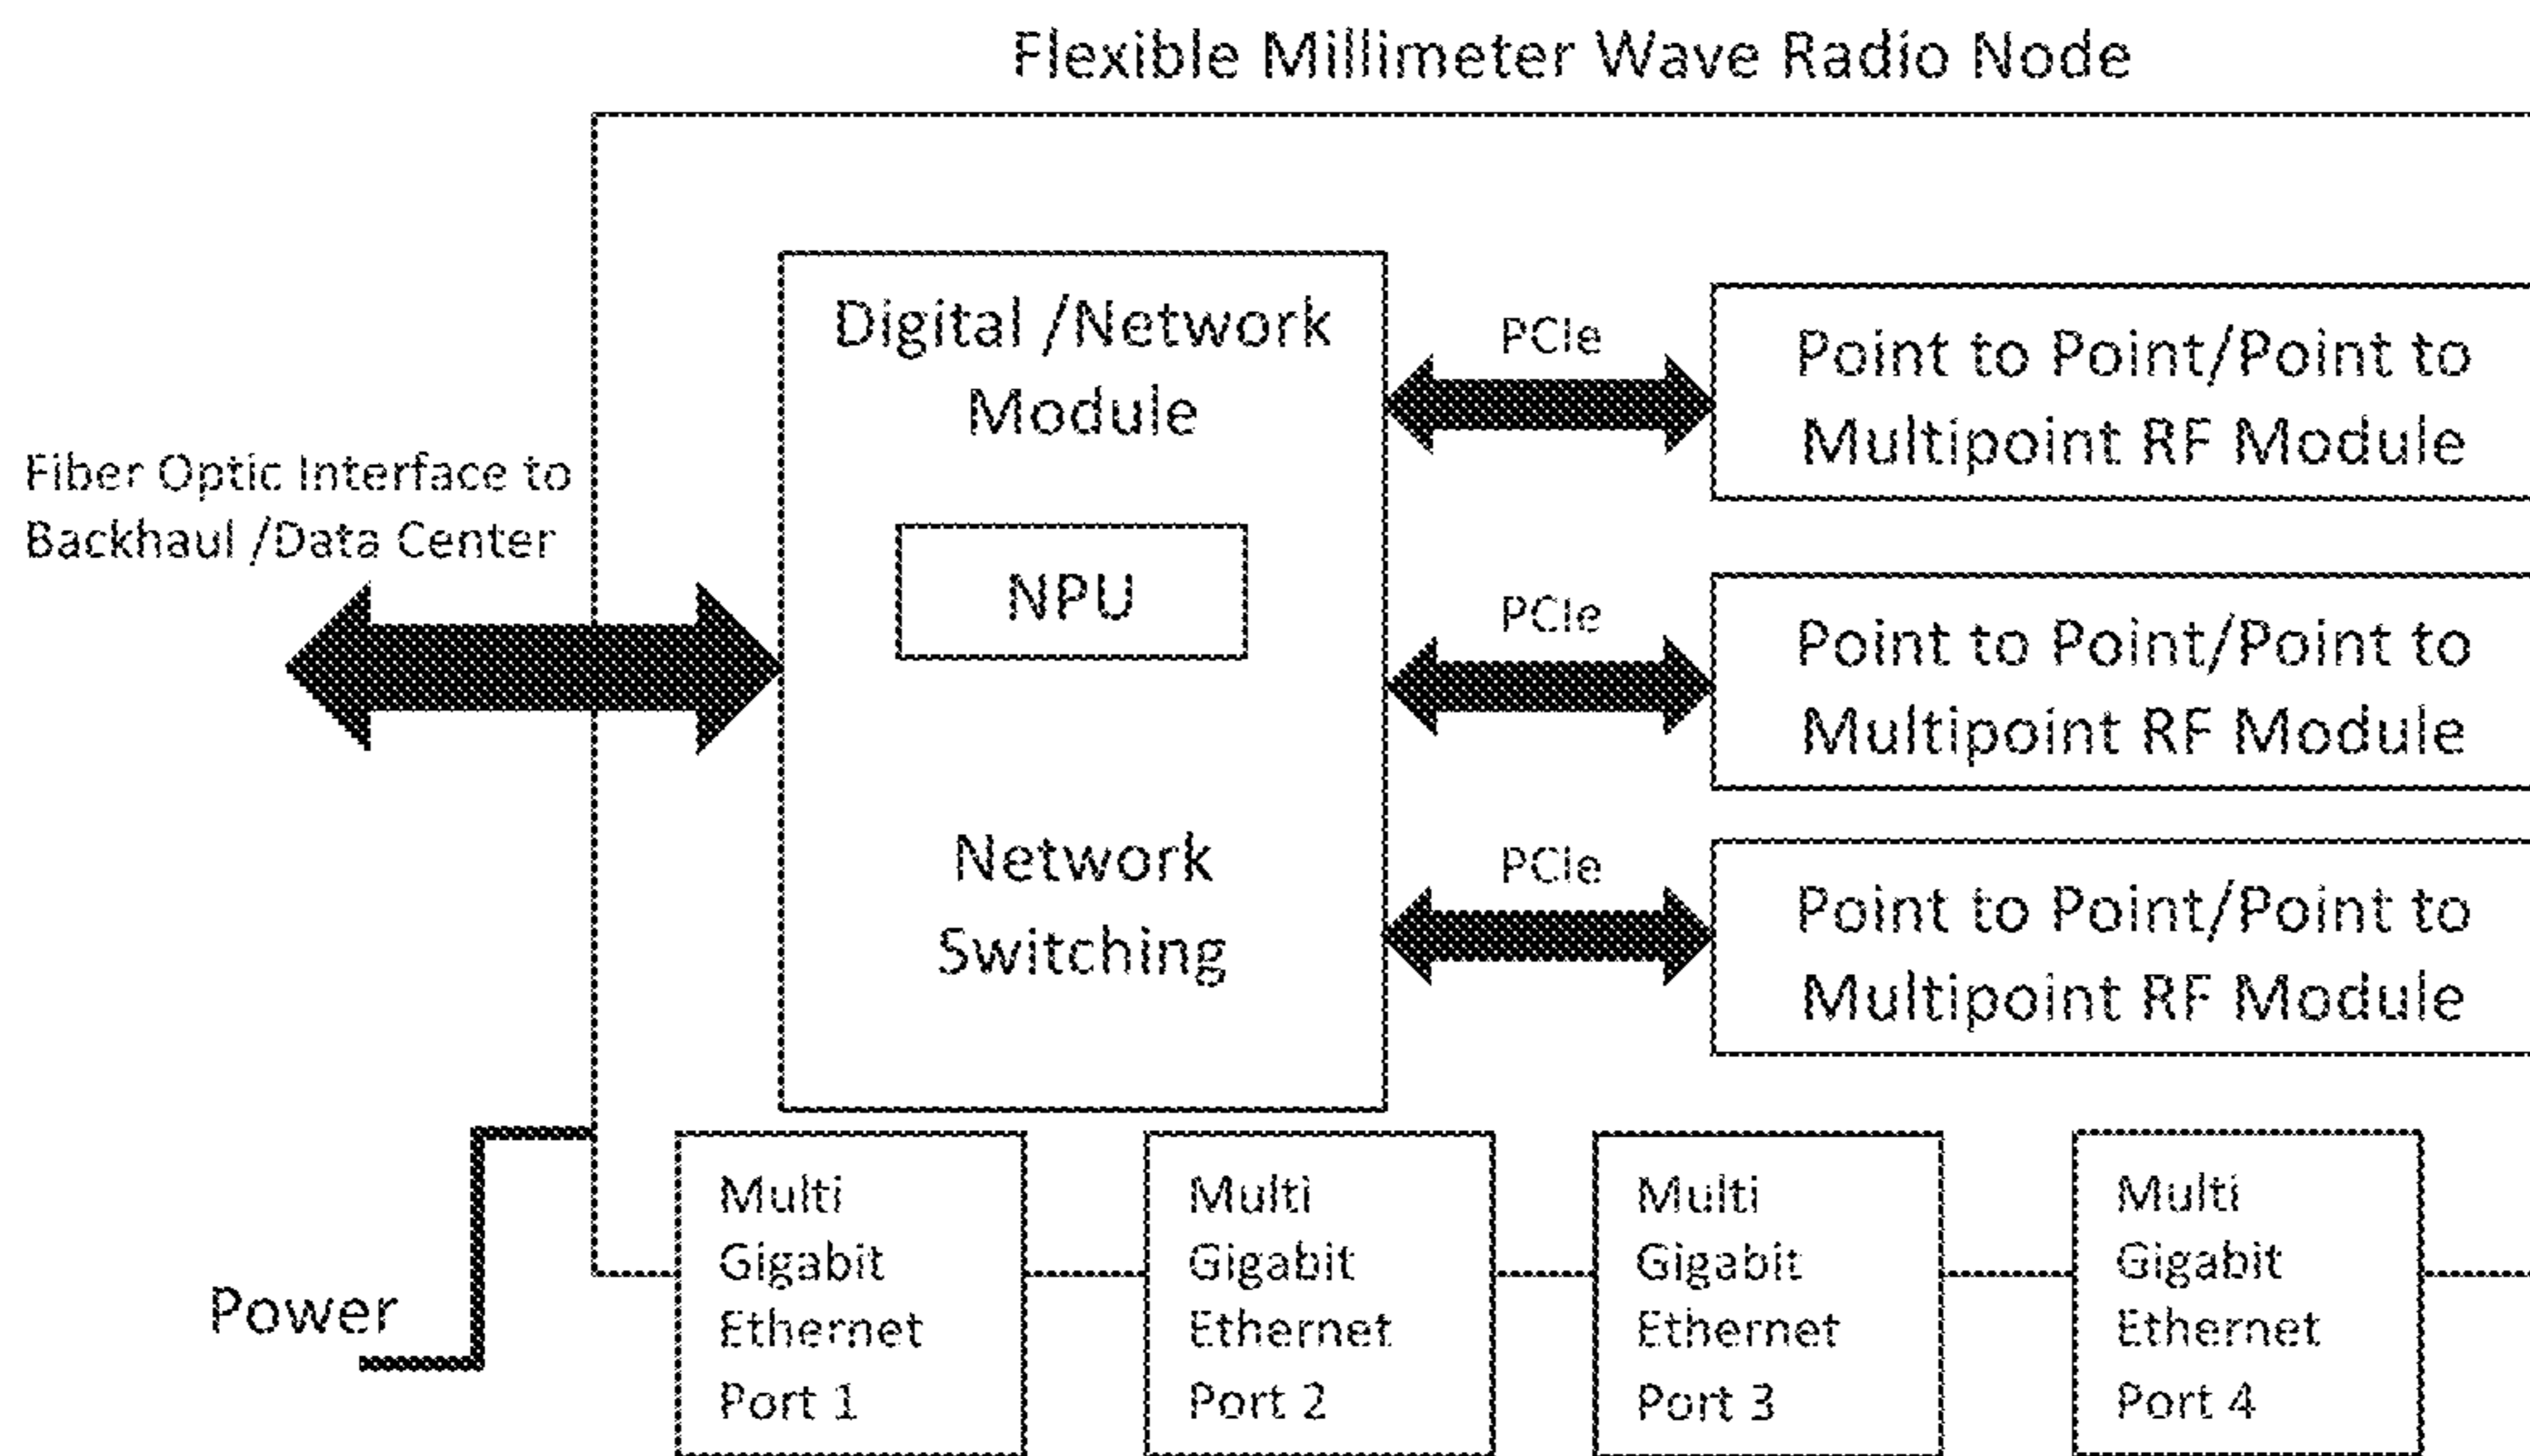 Flexible Millimeter Wave Radio Node
Digital /Network
Module
NPU
Network
Switching
Fiber Optic Interface to
Backhaul /Data Center
PCIe
Point to Point/Point to
Multipoint RF Module
PCIe
Point to Point/Point to
Multipoint RF Module
PCIe
Point to Point/Point to
Multipoint RF Module
Power
Multi
Gigabit
Ethernet
Port 1
Multi
Gigabit
Ethernet
Port 2
Multi
Gigabit
Ethernet
Port 3
Multi
Gigabit
Ethernet
Port 4